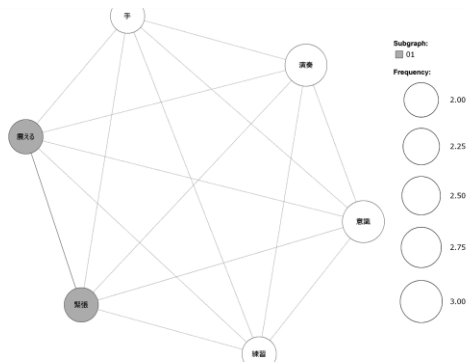 手
演奏
震える
意識
緊張
練習
Subgraph:
01
Frequency:
2.00
2.25
2.50
2.75
3.00